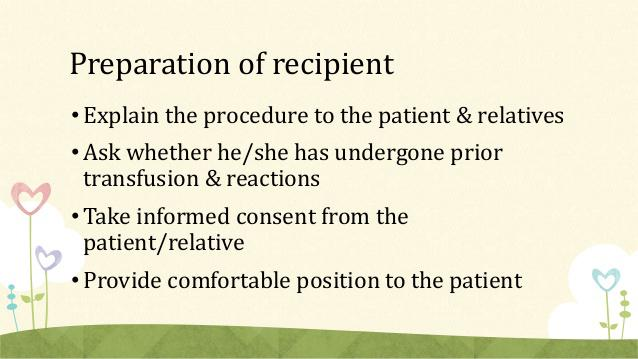 Preparation of recipient
• Explain the procedure to the patient & relatives
• Ask whether he/she has undergone prior
transfusion & reactions
• Take informed consent from the
patient/relative
• Provide comfortable position to the patient